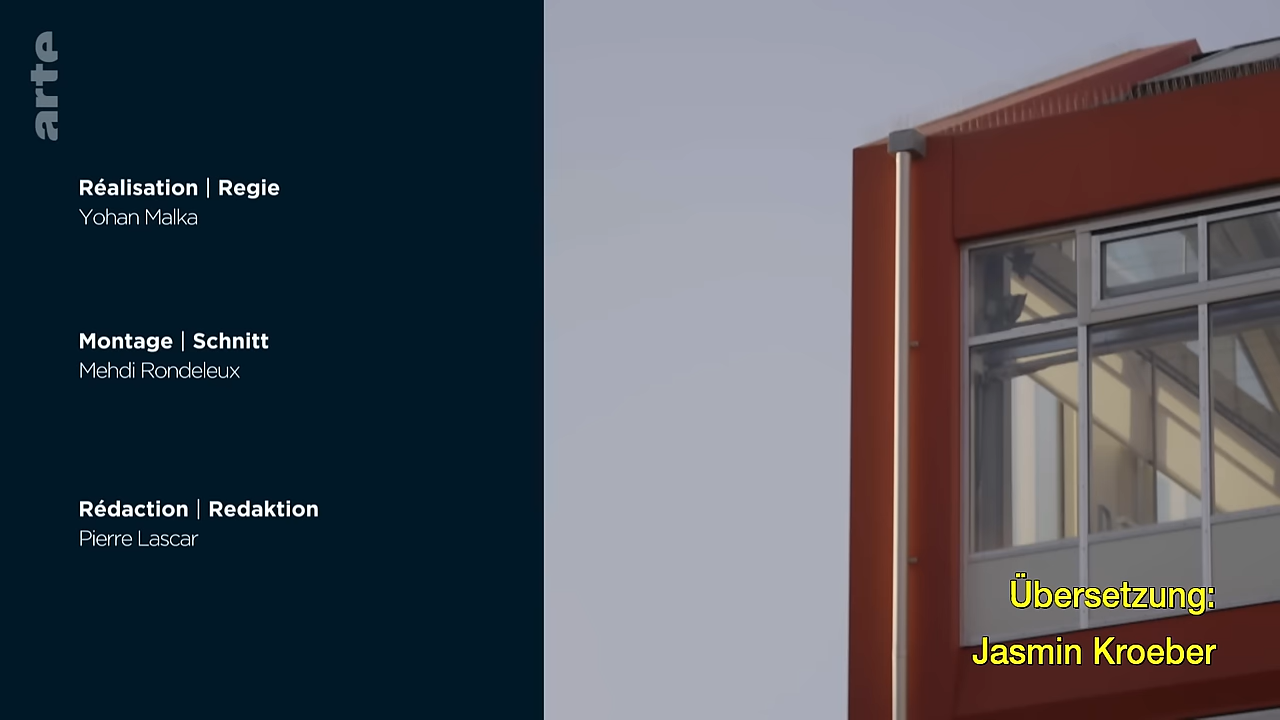 arte
Réalisation | Regie
Yohan Malka
Montage | Schnitt
Mehdi Rondeleux
Rédaction | Redaktion
Pierre Lascar
Übersetzung:
Jasmin Kroeber